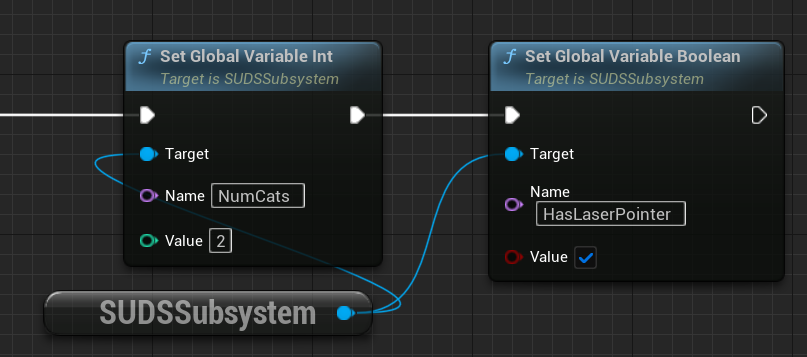 f Set Global Variable Int
Target is SUDSSubsystem
Target
Name NumCats
Value 2
f Set Global Variable Boolean
Target is SUDSSubsystem
Target
Name
HasLaserPointer
Value
SUDSSubsystem